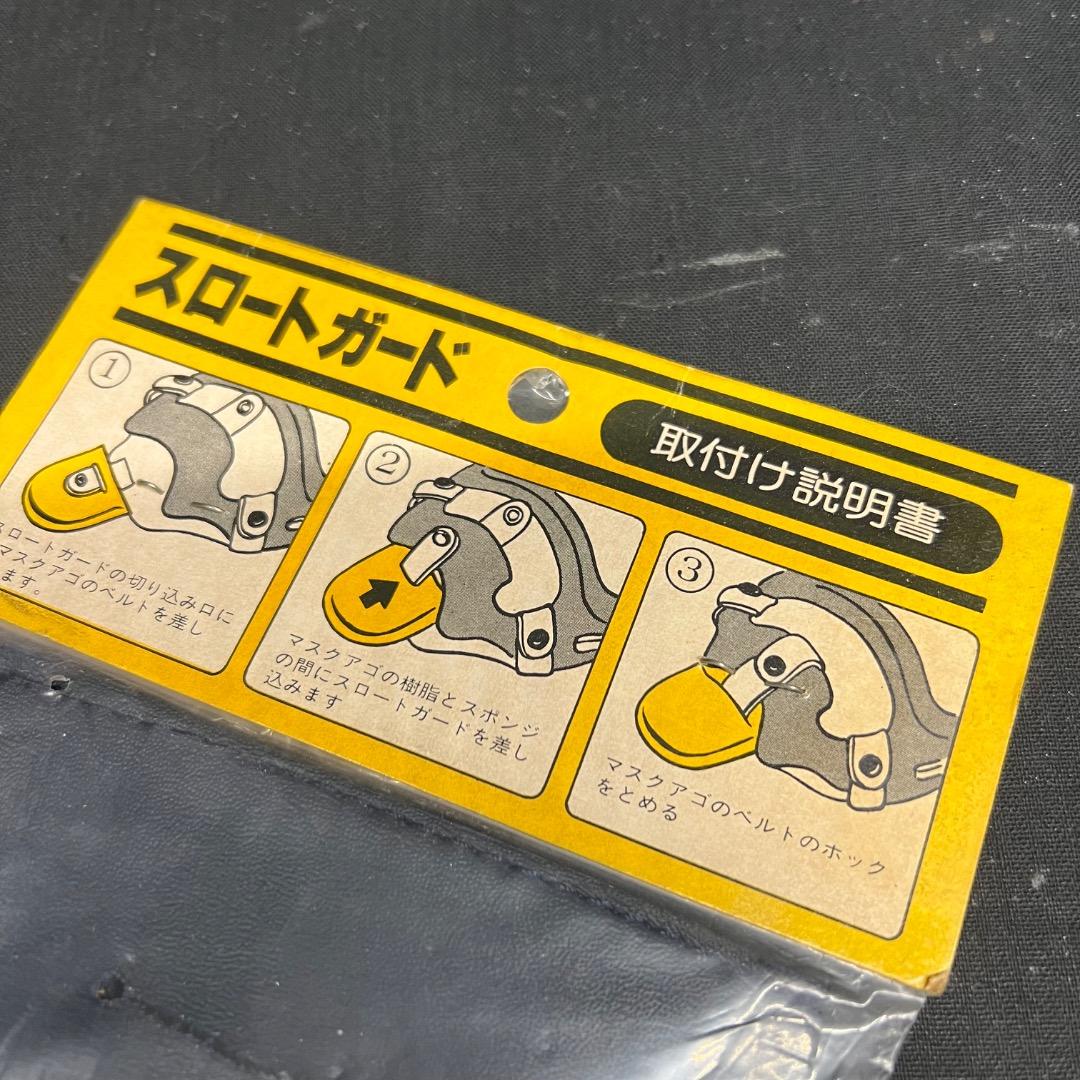 スロートガード
取付け説明書
①
スロートガードの切り込み口に
マスクアゴのベルトを差し
ます。
②
マスクアゴの樹脂とスポンジ
の間にスロートガードを差し
込みます
③
マスクアゴのベルトのホック
をとめる